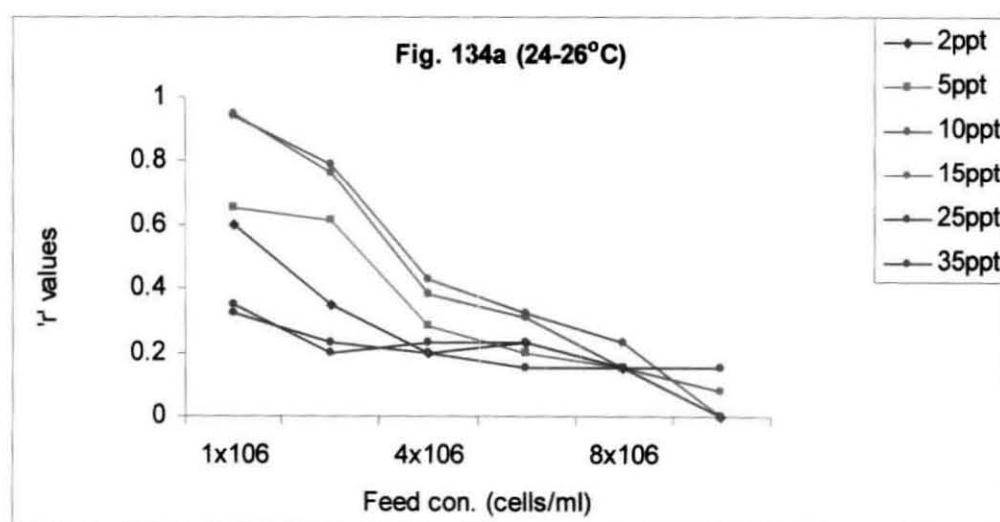 Fig. 134a (24-26°C)
2ppt
5ppt
10ppt
15ppt
25ppt
35ppt
1
0.8
0.6
0.4
0.2
0
'r' values
1x106
4x106
8x106
Feed con. (cells/ml)